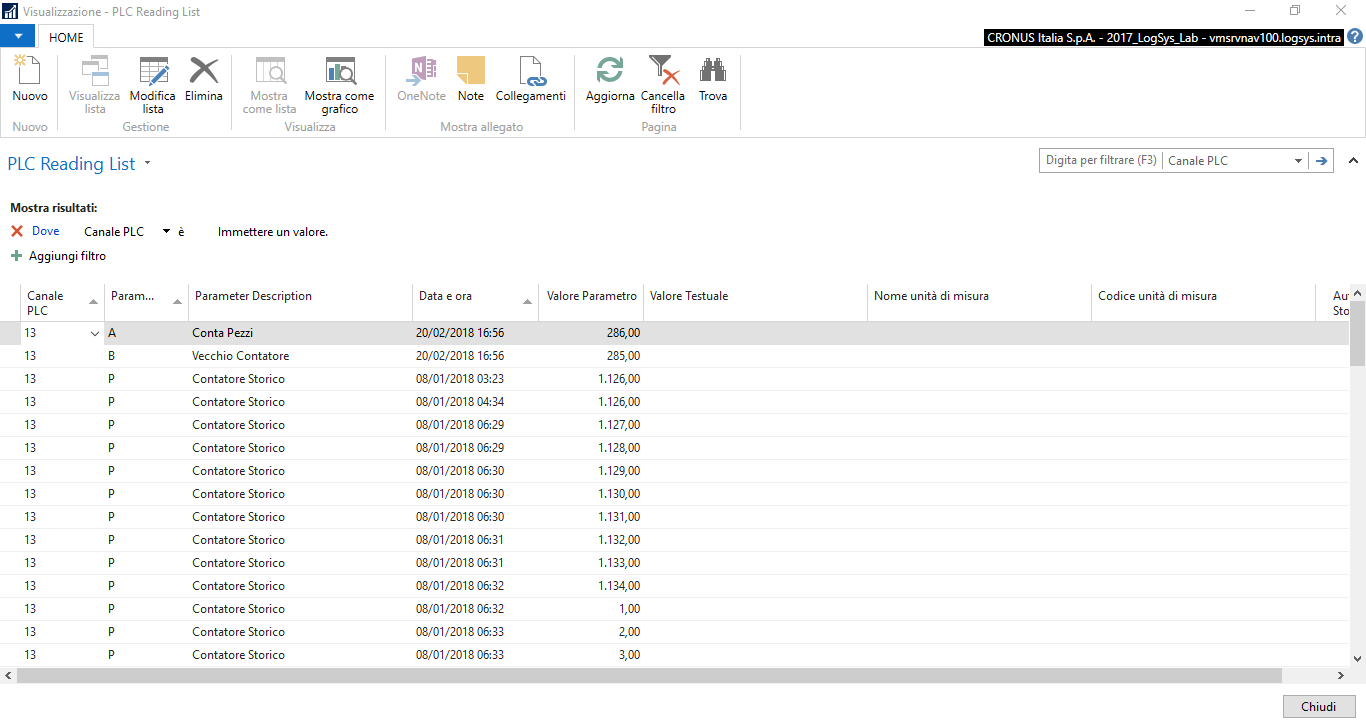 Visualizzazione - PLC Reading List
HOME
CRONUS Italia S.p.A. - 2017_LogSys_Lab - vmsrvnav100.logsys.intra
?
Nuovo
Visualizza lista
Modifica lista
Elimina
Mostra come lista
Mostra come grafico
OneNote
Note
Collegamenti
Aggiorna
Cancella filtro
Trova
Nuovo
Gestione
Visualizza
Mostra allegato
Pagina
PLC Reading List
Digita per filtrare (F3) Canale PLC
Mostra risultati:
Dove Canale PLC è Immettere un valore.
Aggiungi filtro
Canale PLC Param... Parameter Description Data e ora Valore Parametro Valore Testuale Nome unità di misura Codice unità di misura
13 A Conta Pezzi 20/02/2018 16:56 286,00
13 B Vecchio Contatore 20/02/2018 16:56 285,00
13 P Contatore Storico 08/01/2018 03:23 1.126,00
13 P Contatore Storico 08/01/2018 04:34 1.126,00
13 P Contatore Storico 08/01/2018 06:29 1.127,00
13 P Contatore Storico 08/01/2018 06:29 1.128,00
13 P Contatore Storico 08/01/2018 06:30 1.129,00
13 P Contatore Storico 08/01/2018 06:30 1.130,00
13 P Contatore Storico 08/01/2018 06:30 1.131,00
13 P Contatore Storico 08/01/2018 06:31 1.132,00
13 P Contatore Storico 08/01/2018 06:31 1.133,00
13 P Contatore Storico 08/01/2018 06:32 1.134,00
13 P Contatore Storico 08/01/2018 06:32 1,00
13 P Contatore Storico 08/01/2018 06:33 2,00
13 P Contatore Storico 08/01/2018 06:33 3,00
Chiudi